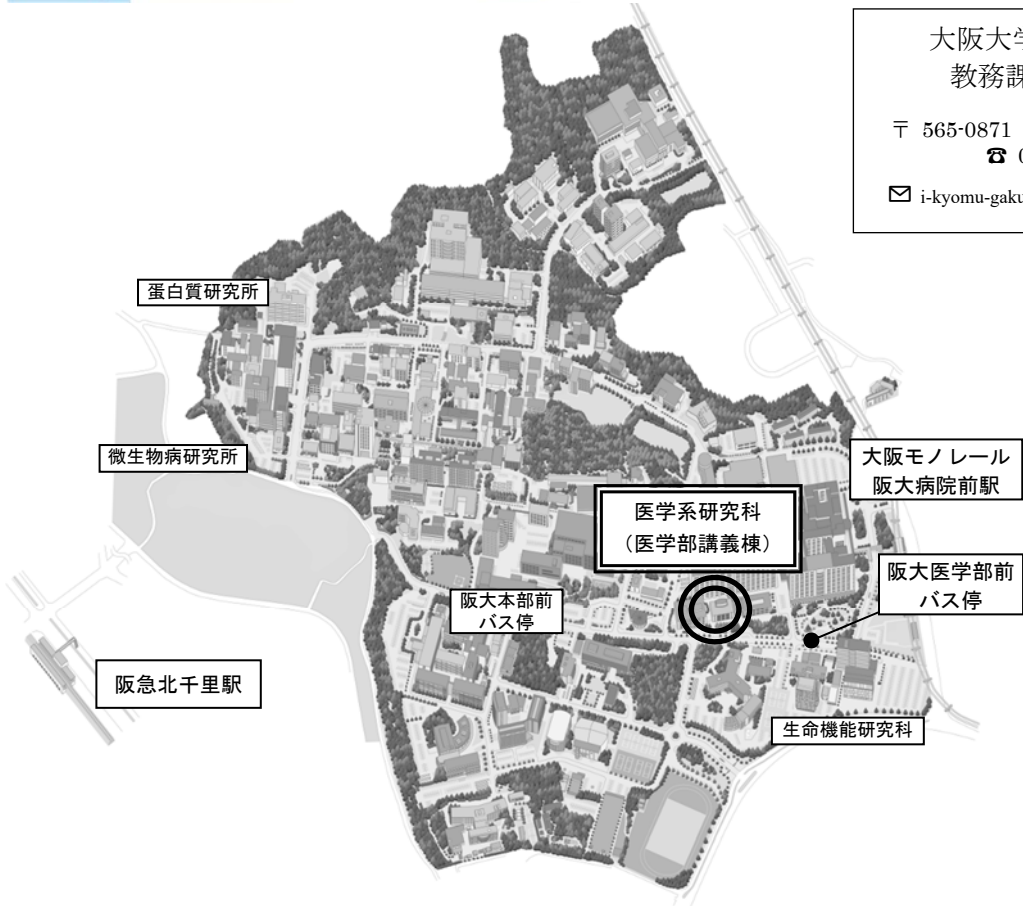 大阪大学
教務課
〒 565-0871
☎ 0
✉ i-kyomu-gaku
蛋白質研究所
微生物病研究所
大阪モノレール
阪大病院前駅
医学系研究科
（医学部講義棟）
阪大医学部前
バス停
阪大本部前
バス停
阪急北千里駅
生命機能研究科